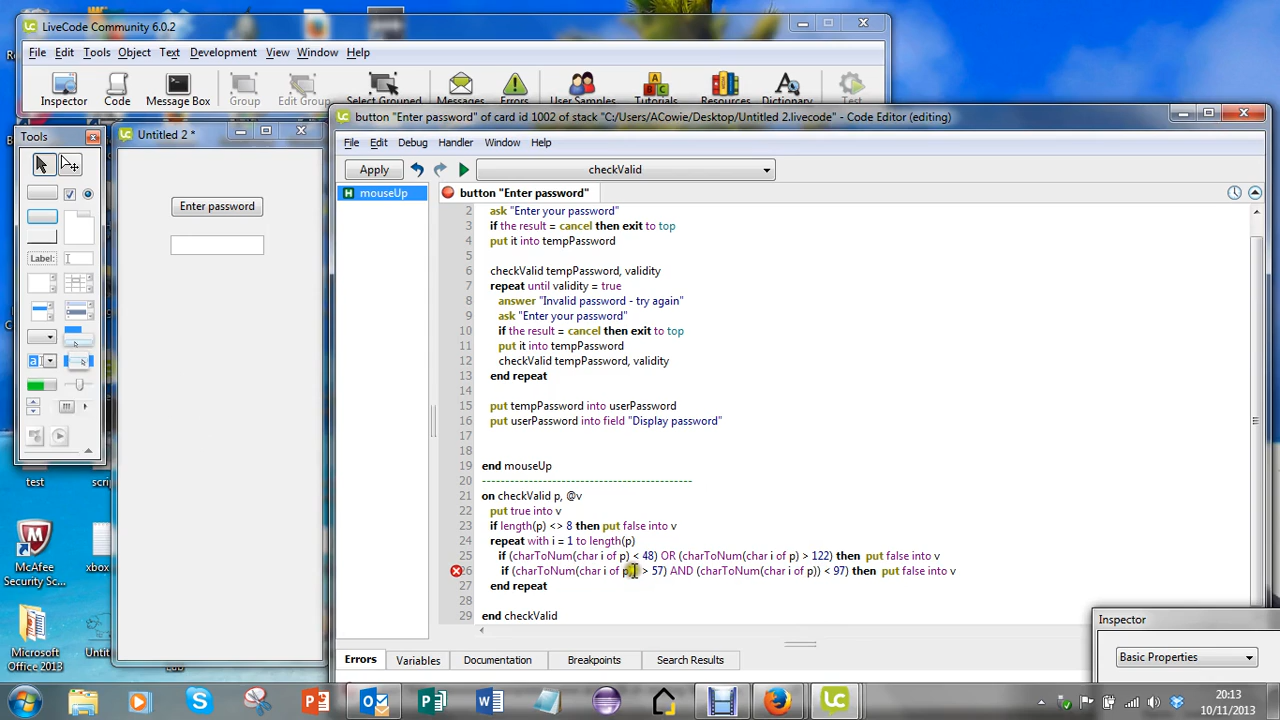 LiveCode Community 6.0.2
File Edit Tools Object Text Development View Window Help
Inspector Code Message Box Group Edit Group Select Grouped Messages Errors User Samples Tutorials Resources Dictionary Test
button "Enter password" of card id 1002 of stack "C:/Users/ACowie/Desktop/Untitled 2.livecode" - Code Editor (editing)
Tools
Untitled 2 *
File Edit Debug Handler Window Help
Apply
checkValid
mouseUp
button "Enter password"
Enter password
Label:
2 ask "Enter your password"
3 if the result = cancel then exit to top
4 put it into tempPassword
5
6 checkValid tempPassword, validity
7 repeat until validity = true
8 answer "Invalid password - try again"
9 ask "Enter your password"
10 if the result = cancel then exit to top
11 put it into tempPassword
12 checkValid tempPassword, validity
13 end repeat
14
15 put tempPassword into userPassword
16 put userPassword into field "Display password"
17
18
19 end mouseUp
20 --------------------------------------------
21 on checkValid p, @v
22 put true into v
23 if length(p) <> 8 then put false into v
24 repeat with i = 1 to length(p)
25 if (charToNum(char i of p) < 48) OR (charToNum(char i of p) > 122) then put false into v
26 if (charToNum(char i of p) > 57) AND (charToNum(char i of p)) < 97) then put false into v
27 end repeat
29 end checkValid
test
McAfee
Security
Microsoft
Office 2013
Errors Variables Documentation Breakpoints Search Results
Inspector
Basic Properties
20:13
10/11/2013